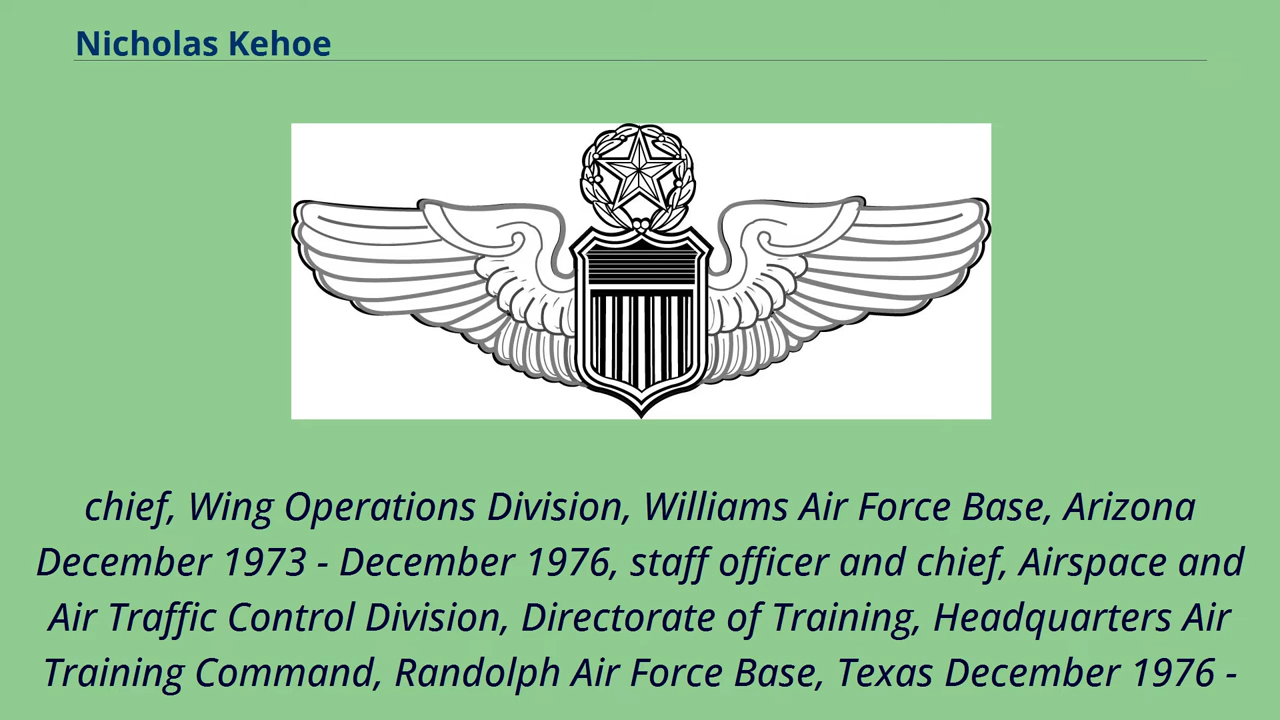 Nicholas Kehoe
chief, Wing Operations Division, Williams Air Force Base, Arizona
December 1973 - December 1976, staff officer and chief, Airspace and
Air Traffic Control Division, Directorate of Training, Headquarters Air
Training Command, Randolph Air Force Base, Texas December 1976 -